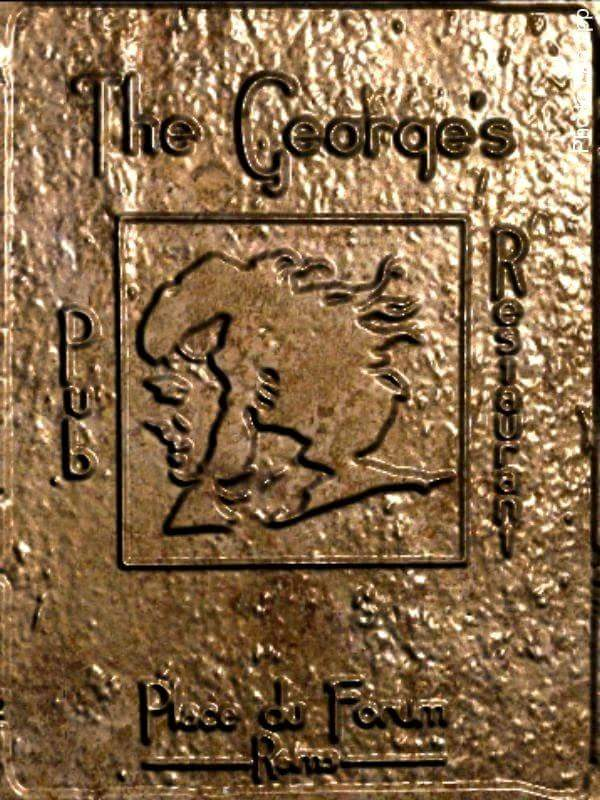 The George's
Pub
Restaurant
Place du Forum
Reims